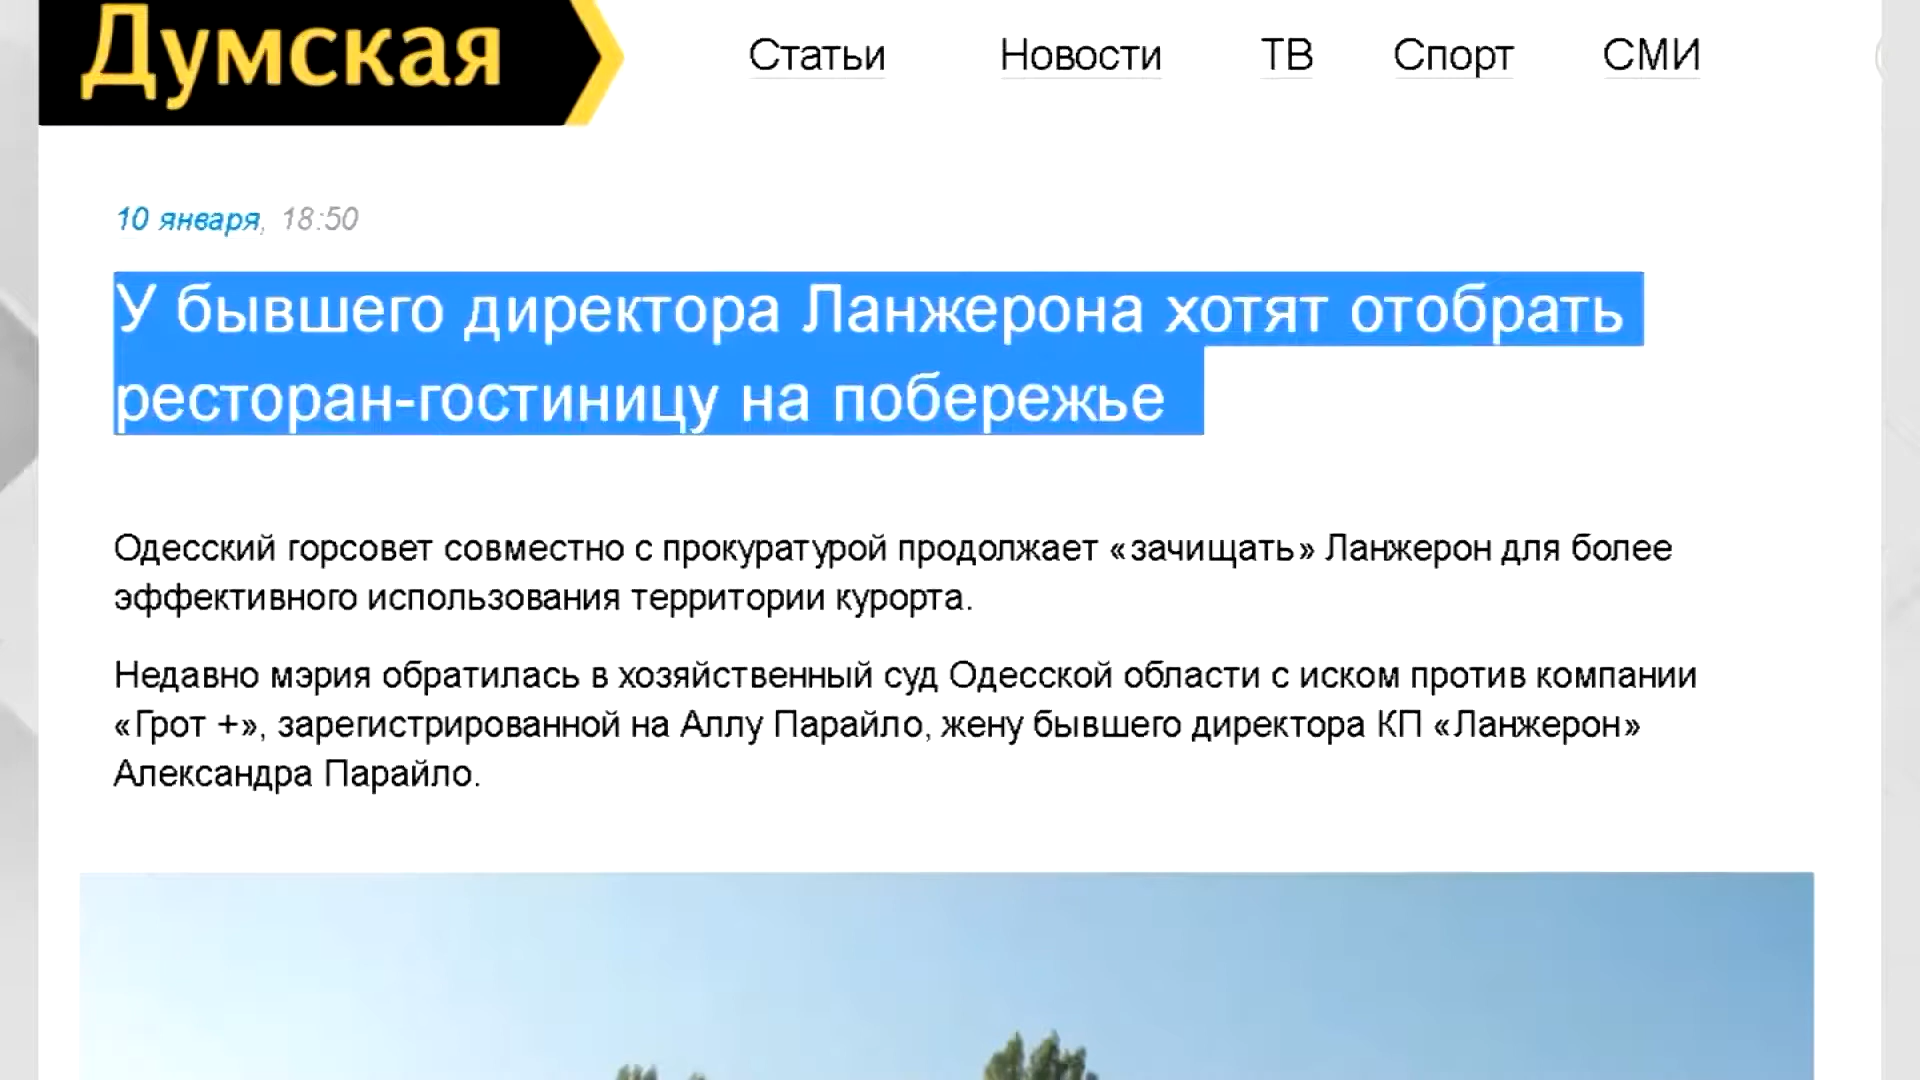 Думская
Статьи Новости ТВ Спорт СМИ
10 января, 18:50
У бывшего директора Ланжерона хотят отобрать
ресторан-гостиницу на побережье
Одесский горсовет совместно с прокуратурой продолжает «зачищать» Ланжерон для более
эффективного использования территории курорта.
Недавно мэрия обратилась в хозяйственный суд Одесской области с иском против компании
«Грот +», зарегистрированной на Аллу Парайло, жену бывшего директора КП «Ланжерон»
Александра Парайло.